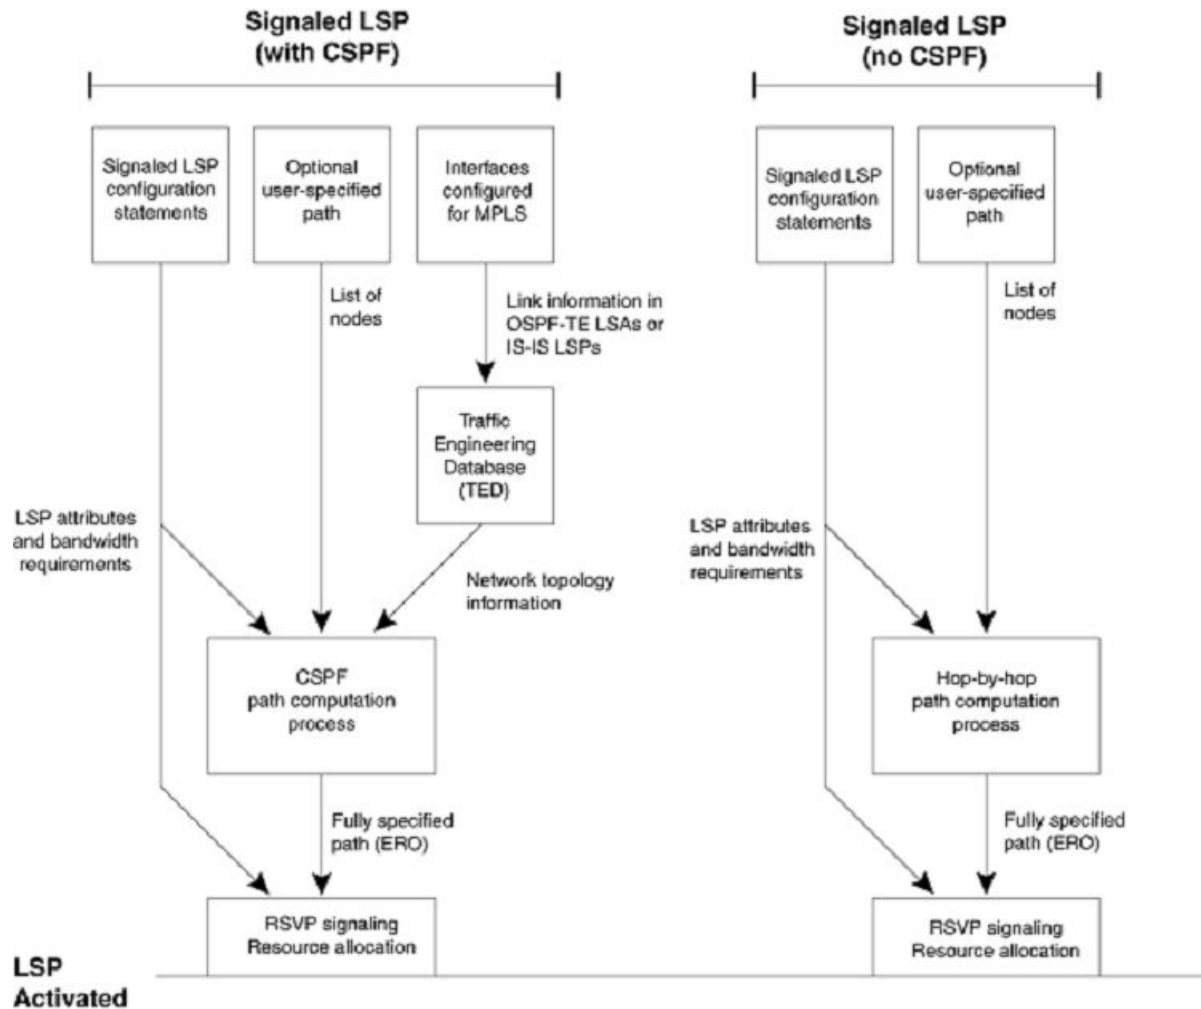 Signaled LSP
(with CSPF)
Signaled LSP
(no CSPF)
Signaled LSP
configuration
statements
Optional
user-specified
path
Interfaces
configured
for MPLS
Signaled LSP
configuration
statements
Optional
user-specified
path
List of
nodes
Link information in
OSPF-TE LSAs or
IS-IS LSPs
List of
nodes
Traffic
Engineering
Database
(TED)
LSP attributes
and bandwidth
requirements
Network topology
information
LSP attributes
and bandwidth
requirements
CSPF
path computation
process
Hop-by-hop
path computation
process
Fully specified
path (ERO)
Fully specified
path (ERO)
RSVP signaling
Resource allocation
RSVP signaling
Resource allocation
LSP
Activated